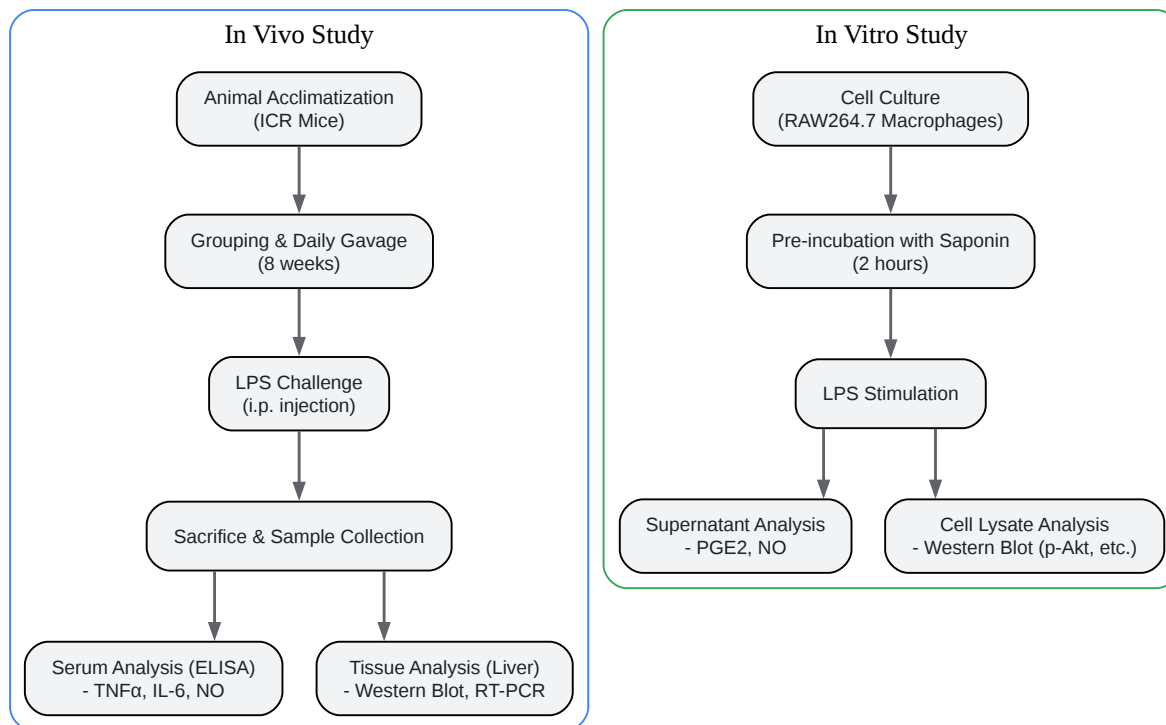 In Vivo Study
Animal Acclimatization
(ICR Mice)
Grouping & Daily Gavage
(8 weeks)
LPS Challenge
(i.p. injection)
Sacrifice & Sample Collection
Serum Analysis (ELISA)
- TNFα, IL-6, NO
Tissue Analysis (Liver)
- Western Blot, RT-PCR
In Vitro Study
Cell Culture
(RAW264.7 Macrophages)
Pre-incubation with Saponin
(2 hours)
LPS Stimulation
Supernatant Analysis
- PGE2, NO
Cell Lysate Analysis
- Western Blot (p-Akt, etc.)